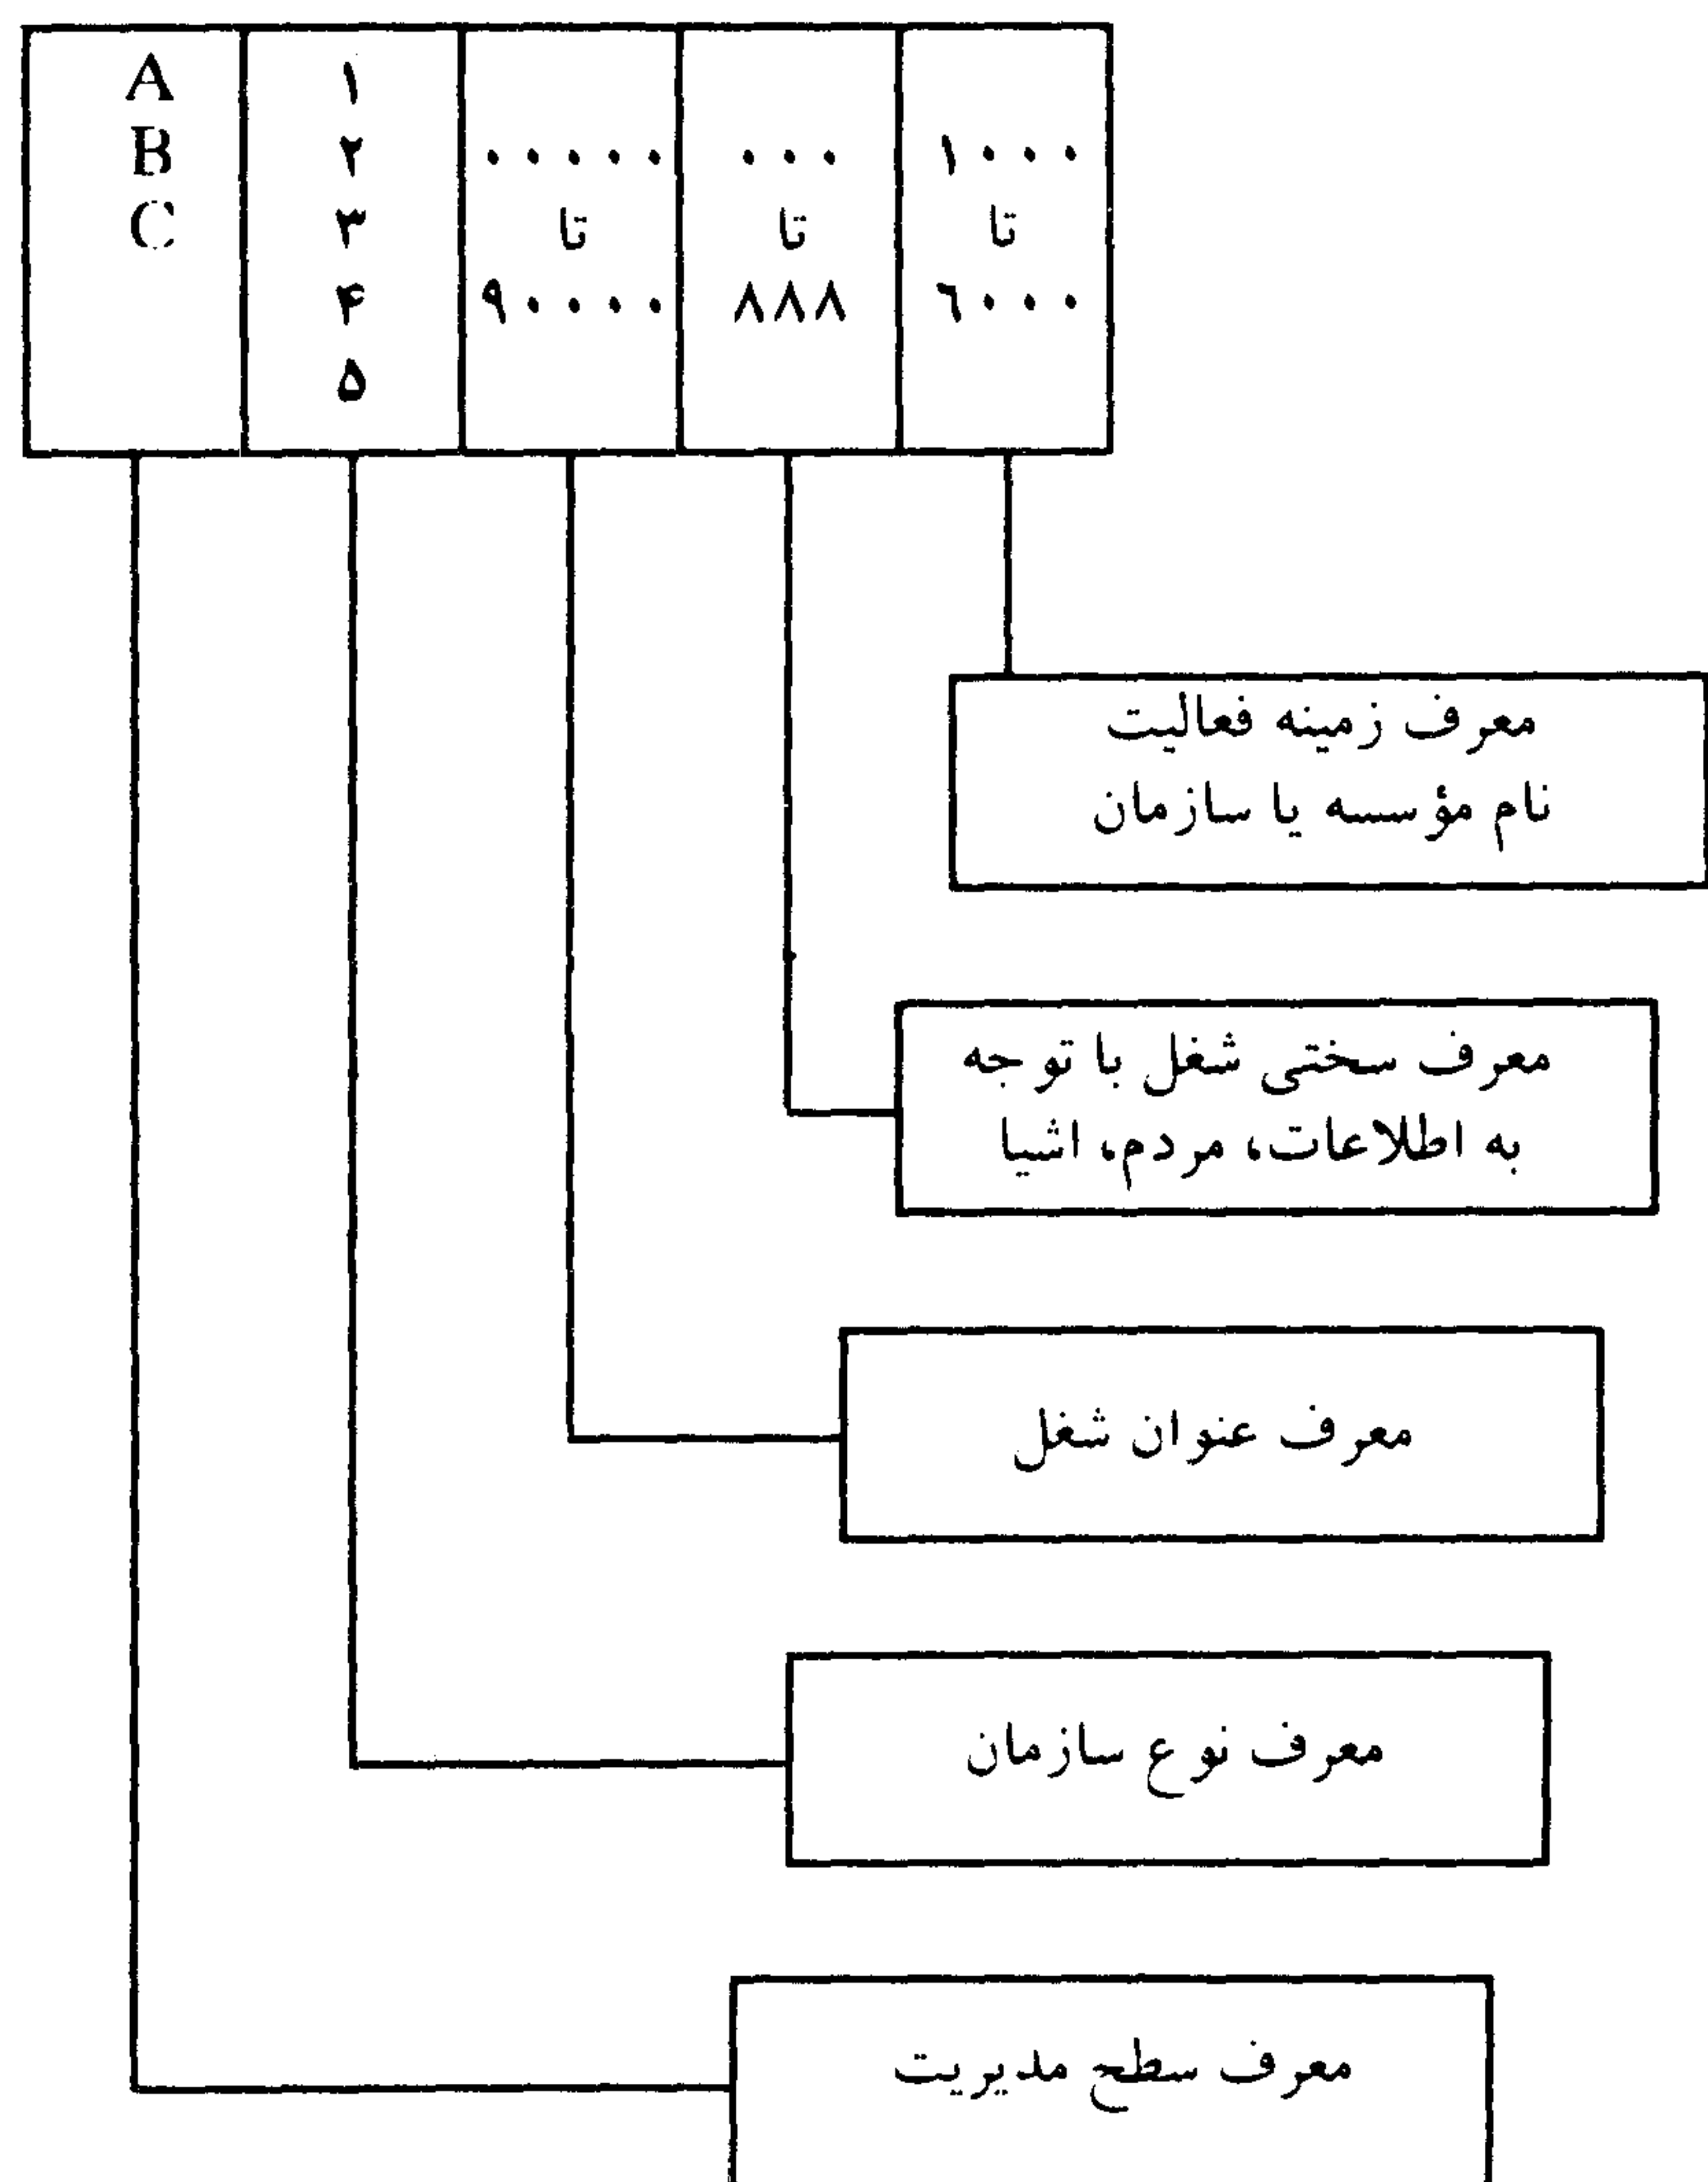 A
B
C
۱
۲
۳
۴
۵
۰۰۰۰۰
تا
۹۰۰۰۰
۰۰۰
تا
۸۸۸
۱۰۰۰
تا
٦۰۰۰
معرف زمینه فعالیت
نام مؤسسه یا سازمان
معرف سختی شغل با توجه
به اطلاعات، مردم، اشیا
معرف عنوان شغل
معرف نوع سازمان
معرف سطح مدیریت